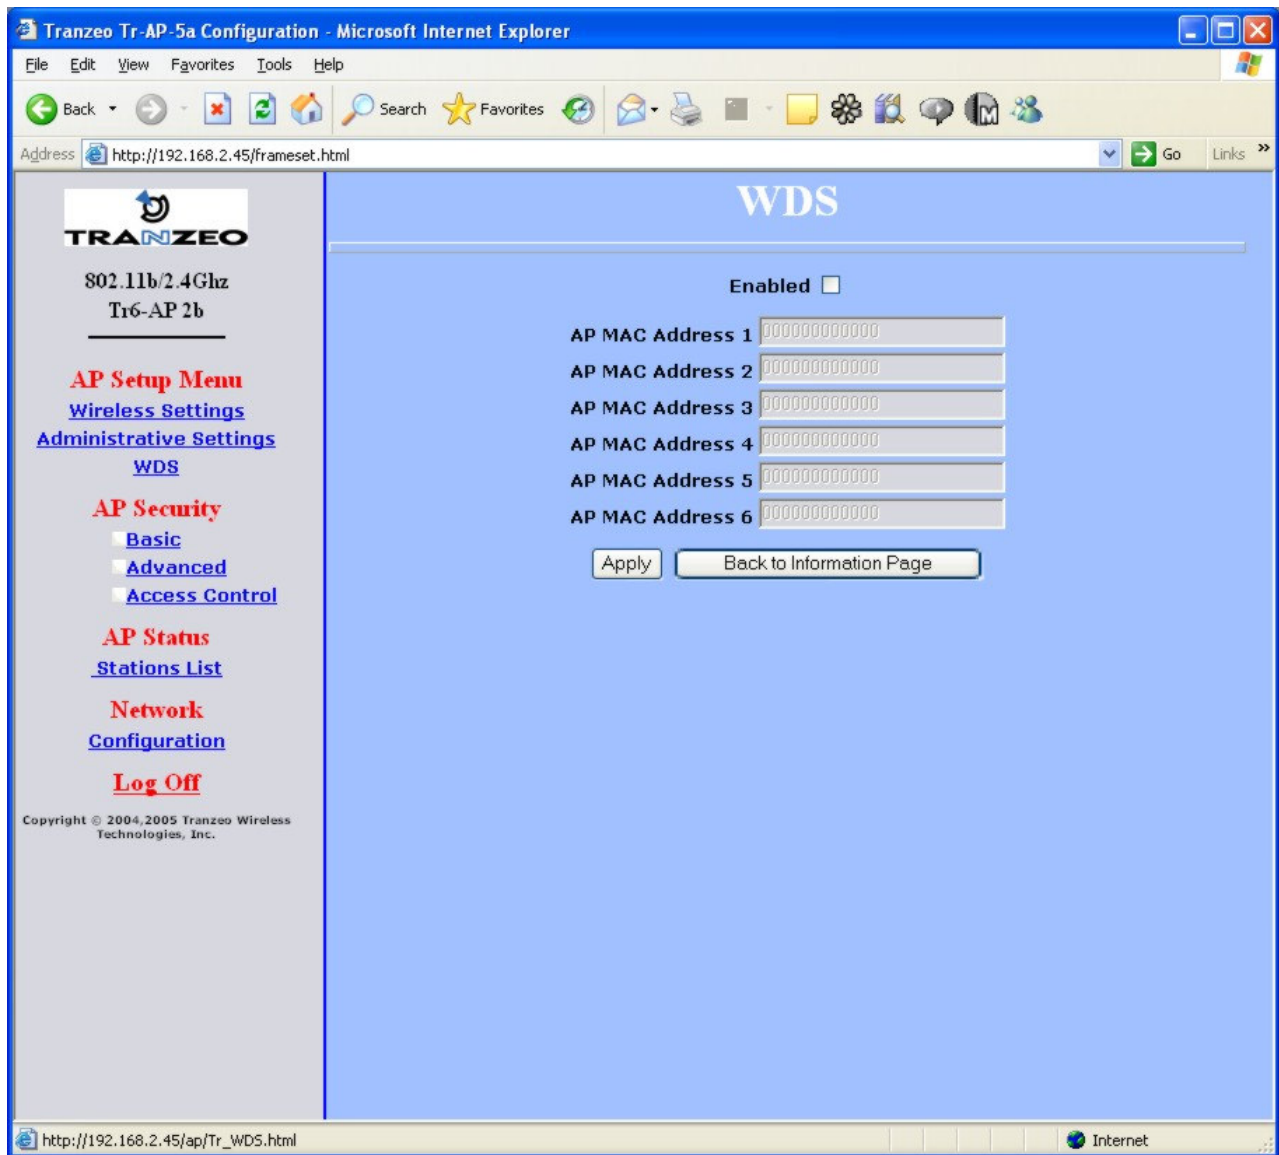 Tranzeo Tr-AP-5a Configuration - Microsoft Internet Explorer
File Edit View Favorites Tools Help
Back Search Favorites
Address http://192.168.2.45/frameset.html Go Links »
TRANZEO
802.11b/2.4Ghz
Tr6-AP 2b
AP Setup Menu
Wireless Settings
Administrative Settings
WDS
AP Security
Basic
Advanced
Access Control
AP Status
Stations List
Network
Configuration
Log Off
Copyright © 2004,2005 Tranzeo Wireless
Technologies, Inc.
WDS
Enabled
AP MAC Address 1 000000000000
AP MAC Address 2 000000000000
AP MAC Address 3 000000000000
AP MAC Address 4 000000000000
AP MAC Address 5 000000000000
AP MAC Address 6 000000000000
Apply Back to Information Page
http://192.168.2.45/ap/Tr_WDS.html Internet